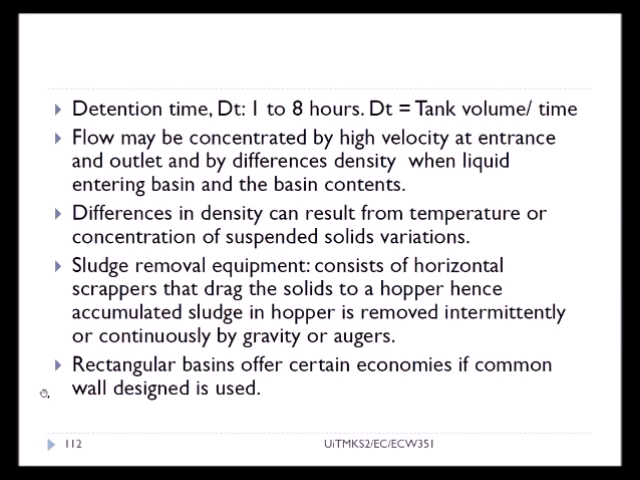 Detention time, Dt: 1 to 8 hours. Dt = Tank volume/ time
Flow may be concentrated by high velocity at entrance
and outlet and by differences density when liquid
entering basin and the basin contents.
Differences in density can result from temperature or
concentration of suspended solids variations.
Sludge removal equipment: consists of horizontal
scrappers that drag the solids to a hopper hence
accumulated sludge in hopper is removed intermittently
or continuously by gravity or augers.
Rectangular basins offer certain economies if common
wall designed is used.
112 UiTMKS2/EC/ECW351